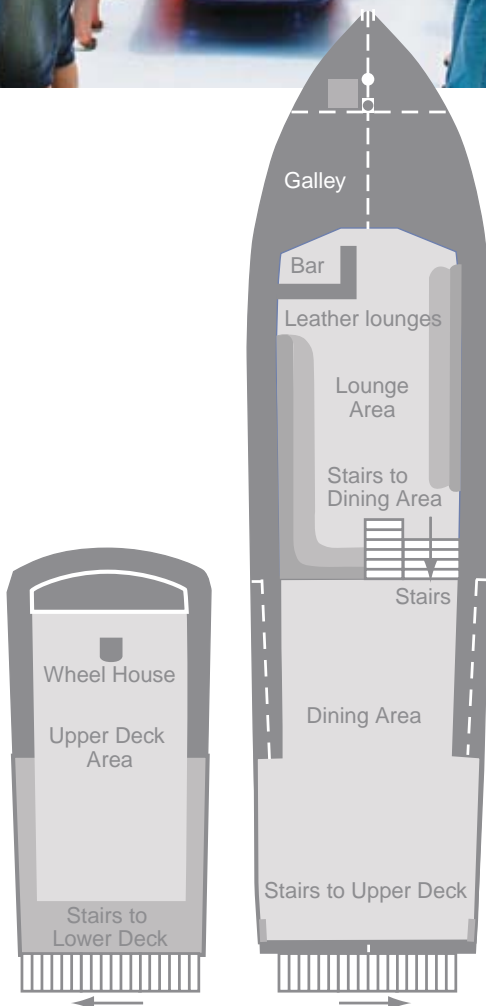 Galley
Bar
Leather lounges
Lounge
Area
Stairs to
Dining Area
Stairs
Dining Area
Stairs to Upper Deck
Wheel House
Upper Deck
Area
Stairs to
Lower Deck